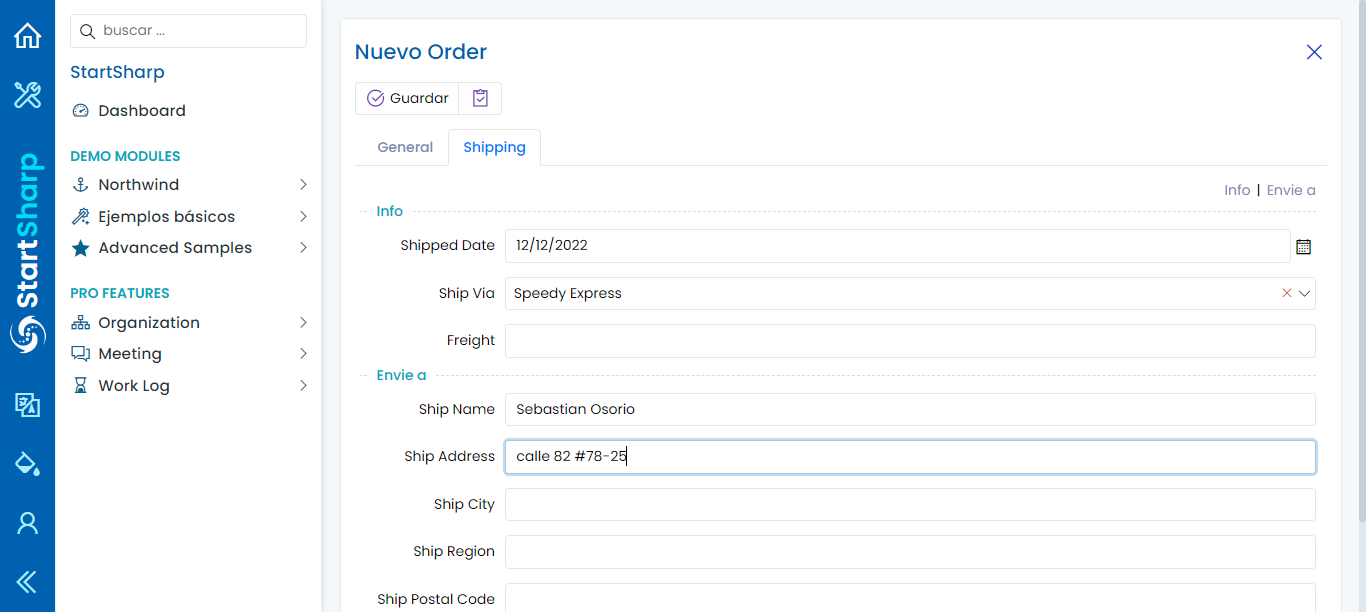 StartSharp
buscar ...
StartSharp
Dashboard
DEMO MODULES
Northwind
Ejemplos básicos
Advanced Samples
PRO FEATURES
Organization
Meeting
Work Log
Nuevo Order
Guardar
General
Shipping
Info | Envie a
Info
Shipped Date 12/12/2022
Ship Via Speedy Express
Freight
Envie a
Ship Name Sebastian Osorio
Ship Address calle 82 #78-25
Ship City
Ship Region
Ship Postal Code